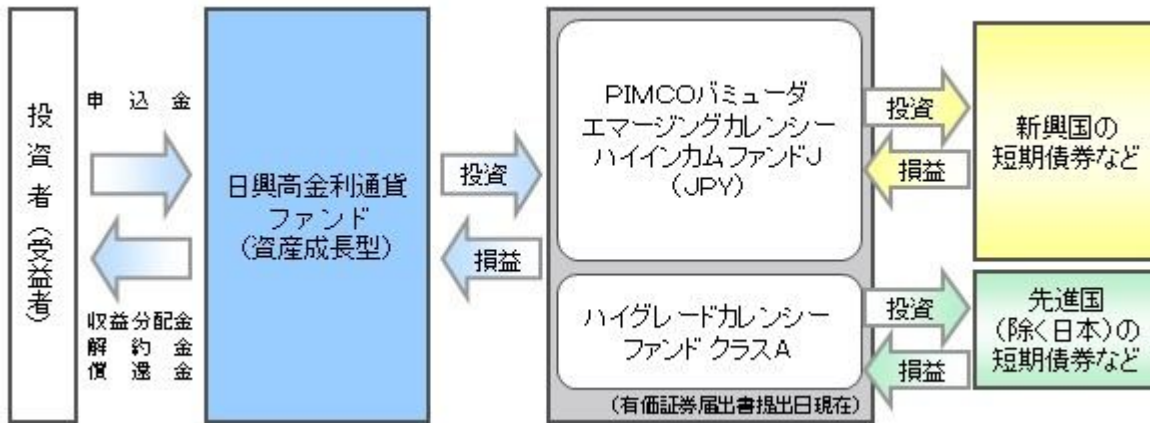 投資者(受益者)
申込金
収益分配金
解約金
償還金
日興高金利通貨
ファンド
(資産成長型)
投資
損益
PIMCOバミューダ
エマージングカレンシー
ハイインカムファンドJ
(JPY)
ハイグレードカレンシー
ファンド クラスA
(有価証券届出書提出日現在)
投資
損益
新興国の
短期債券など
投資
損益
先進国
(除く日本)の
短期債券など